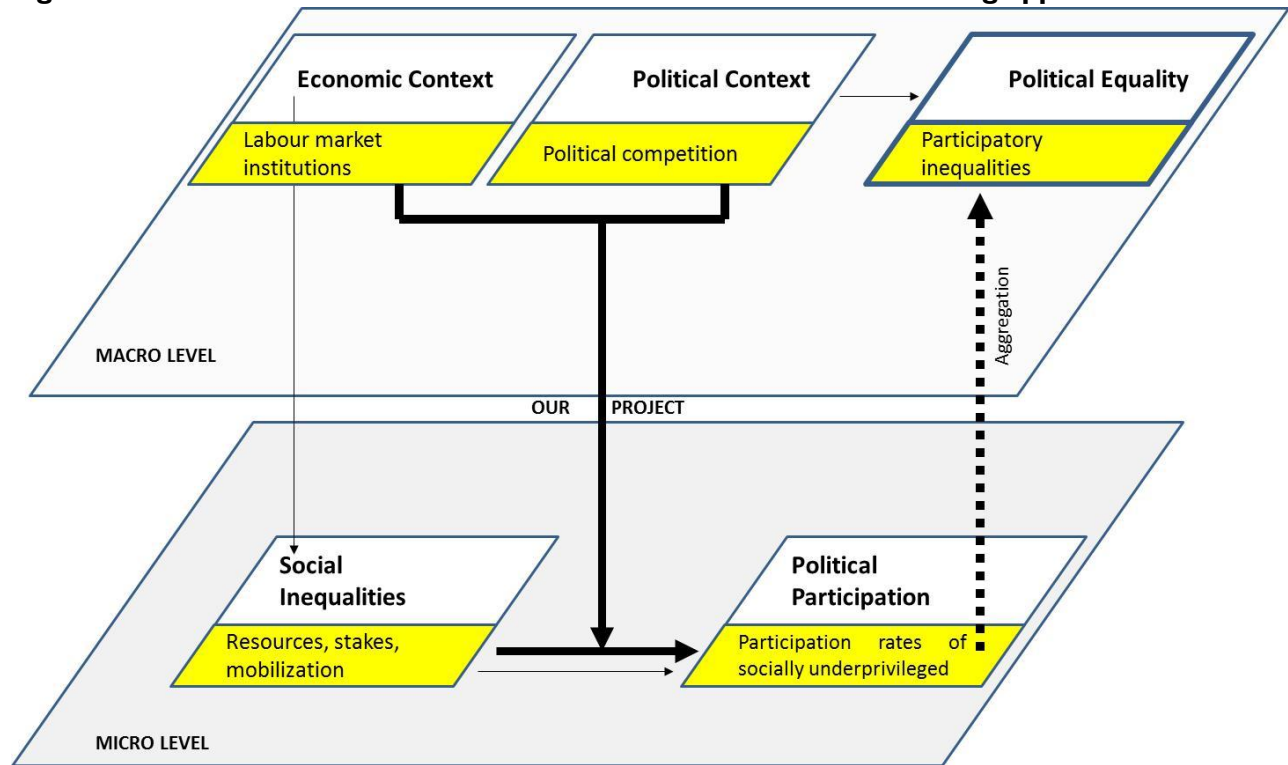 Economic Context
Labour market
institutions
Political Context
Political competition
Political Equality
Participatory
inequalities
Aggregation
MACRO LEVEL
OUR PROJECT
Social
Inequalities
Resources, stakes,
mobilization
Political
Participation
Participation rates of
socially underprivileged
MICRO LEVEL